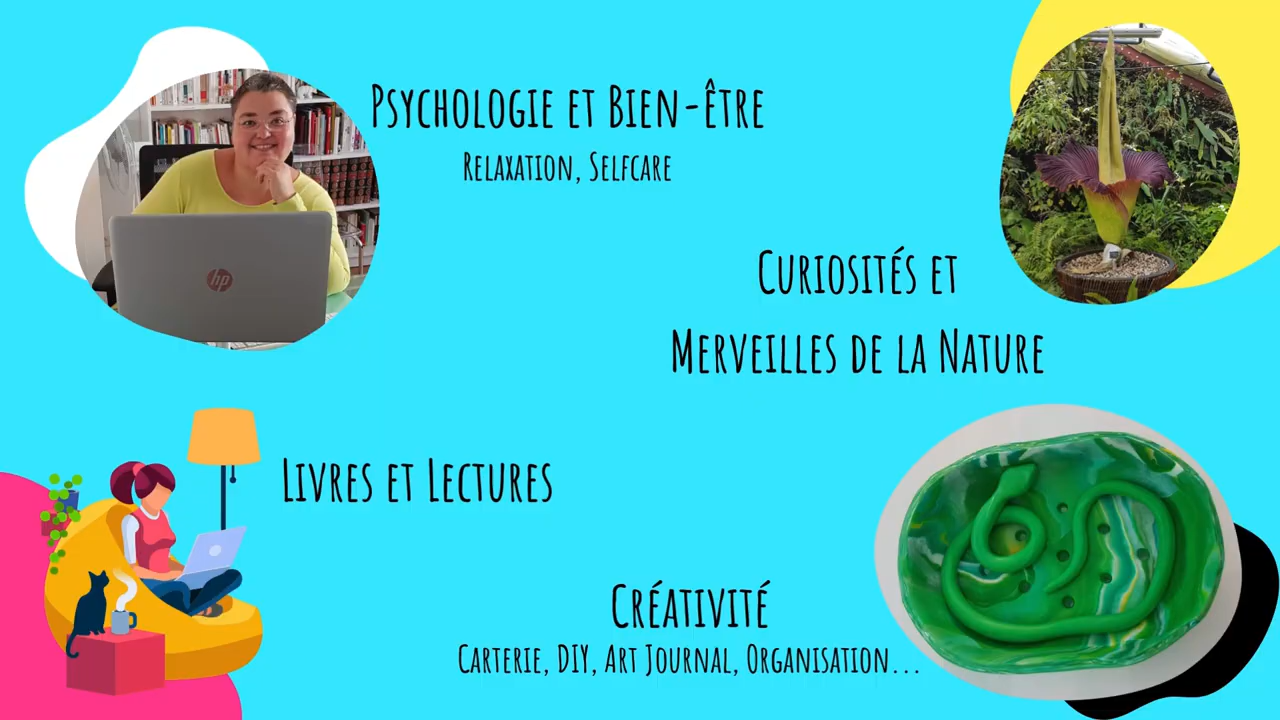 Psychologie et Bien-être
Relaxation, Selfcare
Curiosités et
Merveilles de la Nature
hp
Livres et Lectures
Créativité
Carterie, DIY, Art Journal, Organisation...